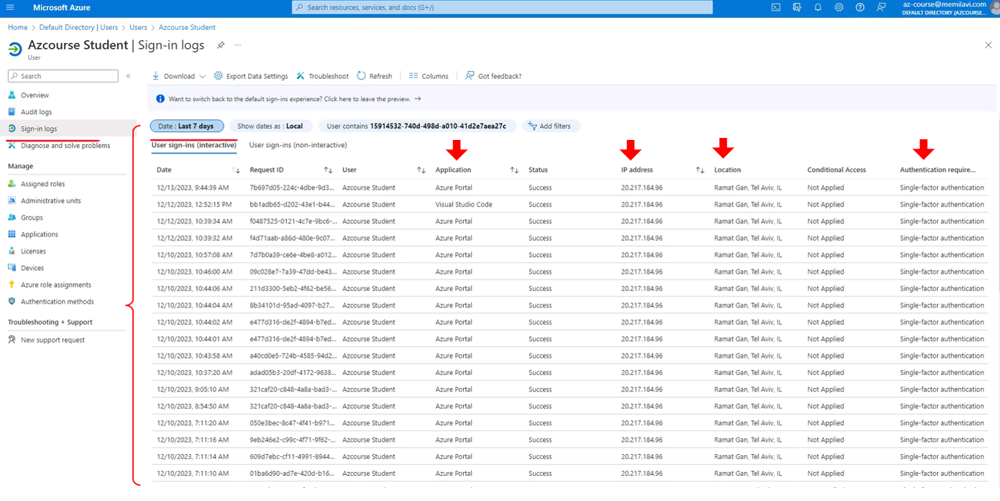 Microsoft Azure
Search resources, services, and docs (G+/)
az-course@memilavi.com
DEFAULT DIRECTORY (AZCOURSE...
Home > Default Directory | Users > Users > Azcourse Student
Azcourse Student | Sign-in logs
User
Search
Overview
Audit logs
Sign-in logs
Diagnose and solve problems
Manage
Assigned roles
Administrative units
Groups
Applications
Licenses
Devices
Azure role assignments
Authentication methods
Troubleshooting + Support
New support request
Download Export Data Settings Troubleshoot Refresh Columns Got feedback?
Want to switch back to the default sign-ins experience? Click here to leave the preview. →
Date : Last 7 days Show dates as : Local User contains 15914532-740d-498d-a010-41d2e7aea27c Add filters
User sign-ins (interactive) User sign-ins (non-interactive)
Date Request ID User Application Status IP address Location Conditional Access Authentication require...
12/13/2023, 9:44:39 AM 7b697d05-224c-4dbe-9d3... Azcourse Student Azure Portal Success 20.217.184.96 Ramat Gan, Tel Aviv, IL Not Applied Single-factor authentication
12/12/2023, 12:52:15 PM bb1adb65-d202-43e1-b44... Azcourse Student Visual Studio Code Success 20.217.184.96 Ramat Gan, Tel Aviv, IL Not Applied Single-factor authentication
12/12/2023, 10:39:34 AM f0487525-0121-4c7e-9bc6-... Azcourse Student Azure Portal Success 20.217.184.96 Ramat Gan, Tel Aviv, IL Not Applied Single-factor authentication
12/12/2023, 10:39:32 AM f4d71aab-a86d-480e-9c07... Azcourse Student Azure Portal Success 20.217.184.96 Ramat Gan, Tel Aviv, IL Not Applied Single-factor authentication
12/10/2023, 10:57:08 AM 7d7b0a39-ce6e-4be8-a012... Azcourse Student Azure Portal Success 20.217.184.96 Ramat Gan, Tel Aviv, IL Not Applied Single-factor authentication
12/10/2023, 10:46:00 AM 09c028e7-7a39-47dd-be43... Azcourse Student Azure Portal Success 20.217.184.96 Ramat Gan, Tel Aviv, IL Not Applied Single-factor authentication
12/10/2023, 10:44:06 AM 211d3300-5eb2-4f62-be56... Azcourse Student Azure Portal Success 20.217.184.96 Ramat Gan, Tel Aviv, IL Not Applied Single-factor authentication
12/10/2023, 10:44:04 AM 8b34101d-95ad-4097-b27... Azcourse Student Azure Portal Success 20.217.184.96 Ramat Gan, Tel Aviv, IL Not Applied Single-factor authentication
12/10/2023, 10:44:02 AM e477d316-de2f-4894-b7ed... Azcourse Student Azure Portal Success 20.217.184.96 Ramat Gan, Tel Aviv, IL Not Applied Single-factor authentication
12/10/2023, 10:44:01 AM e477d316-de2f-4894-b7ed... Azcourse Student Azure Portal Success 20.217.184.96 Ramat Gan, Tel Aviv, IL Not Applied Single-factor authentication
12/10/2023, 10:43:58 AM a40cd0e5-724b-4585-94d2... Azcourse Student Azure Portal Success 20.217.184.96 Ramat Gan, Tel Aviv, IL Not Applied Single-factor authentication
12/10/2023, 10:37:20 AM adad05b3-20df-4172-9638... Azcourse Student Azure Portal Success 20.217.184.96 Ramat Gan, Tel Aviv, IL Not Applied Single-factor authentication
12/10/2023, 9:05:10 AM 321caf20-c848-4a8a-bad3-... Azcourse Student Azure Portal Success 20.217.184.96 Ramat Gan, Tel Aviv, IL Not Applied Single-factor authentication
12/10/2023, 8:54:50 AM 321caf20-c848-4a8a-bad3-... Azcourse Student Azure Portal Success 20.217.184.96 Ramat Gan, Tel Aviv, IL Not Applied Single-factor authentication
12/10/2023, 7:11:20 AM 050e3bec-8c47-4f41-b971... Azcourse Student Azure Portal Success 20.217.184.96 Ramat Gan, Tel Aviv, IL Not Applied Single-factor authentication
12/10/2023, 7:11:16 AM 9eb246e2-c99c-4f71-9f62-... Azcourse Student Azure Portal Success 20.217.184.96 Ramat Gan, Tel Aviv, IL Not Applied Single-factor authentication
12/10/2023, 7:11:14 AM 609d7ebc-cf11-4991-8944... Azcourse Student Azure Portal Success 20.217.184.96 Ramat Gan, Tel Aviv, IL Not Applied Single-factor authentication
12/10/2023, 7:11:10 AM 01ba6d90-ad7e-420d-b16... Azcourse Student Azure Portal Success 20.217.184.96 Ramat Gan, Tel Aviv, IL Not Applied Single-factor authentication